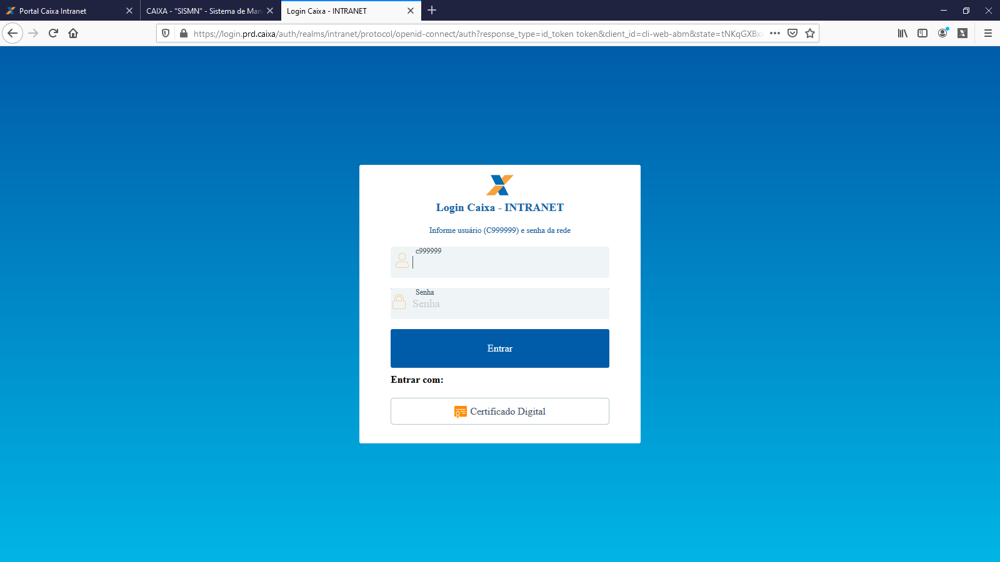 Portal Caixa Intranet
CAIXA - "SISMN" - Sistema de Man
Login Caixa - INTRANET
https://login.prd.caixa/auth/realms/intranet/protocol/openid-connect/auth?response_type=id_token token&client_id=cli-web-abm&state=tNKqGXBx
Login Caixa - INTRANET
Informe usuário (C999999) e senha da rede
c999999
Senha
Senha
Entrar
Entrar com:
Certificado Digital